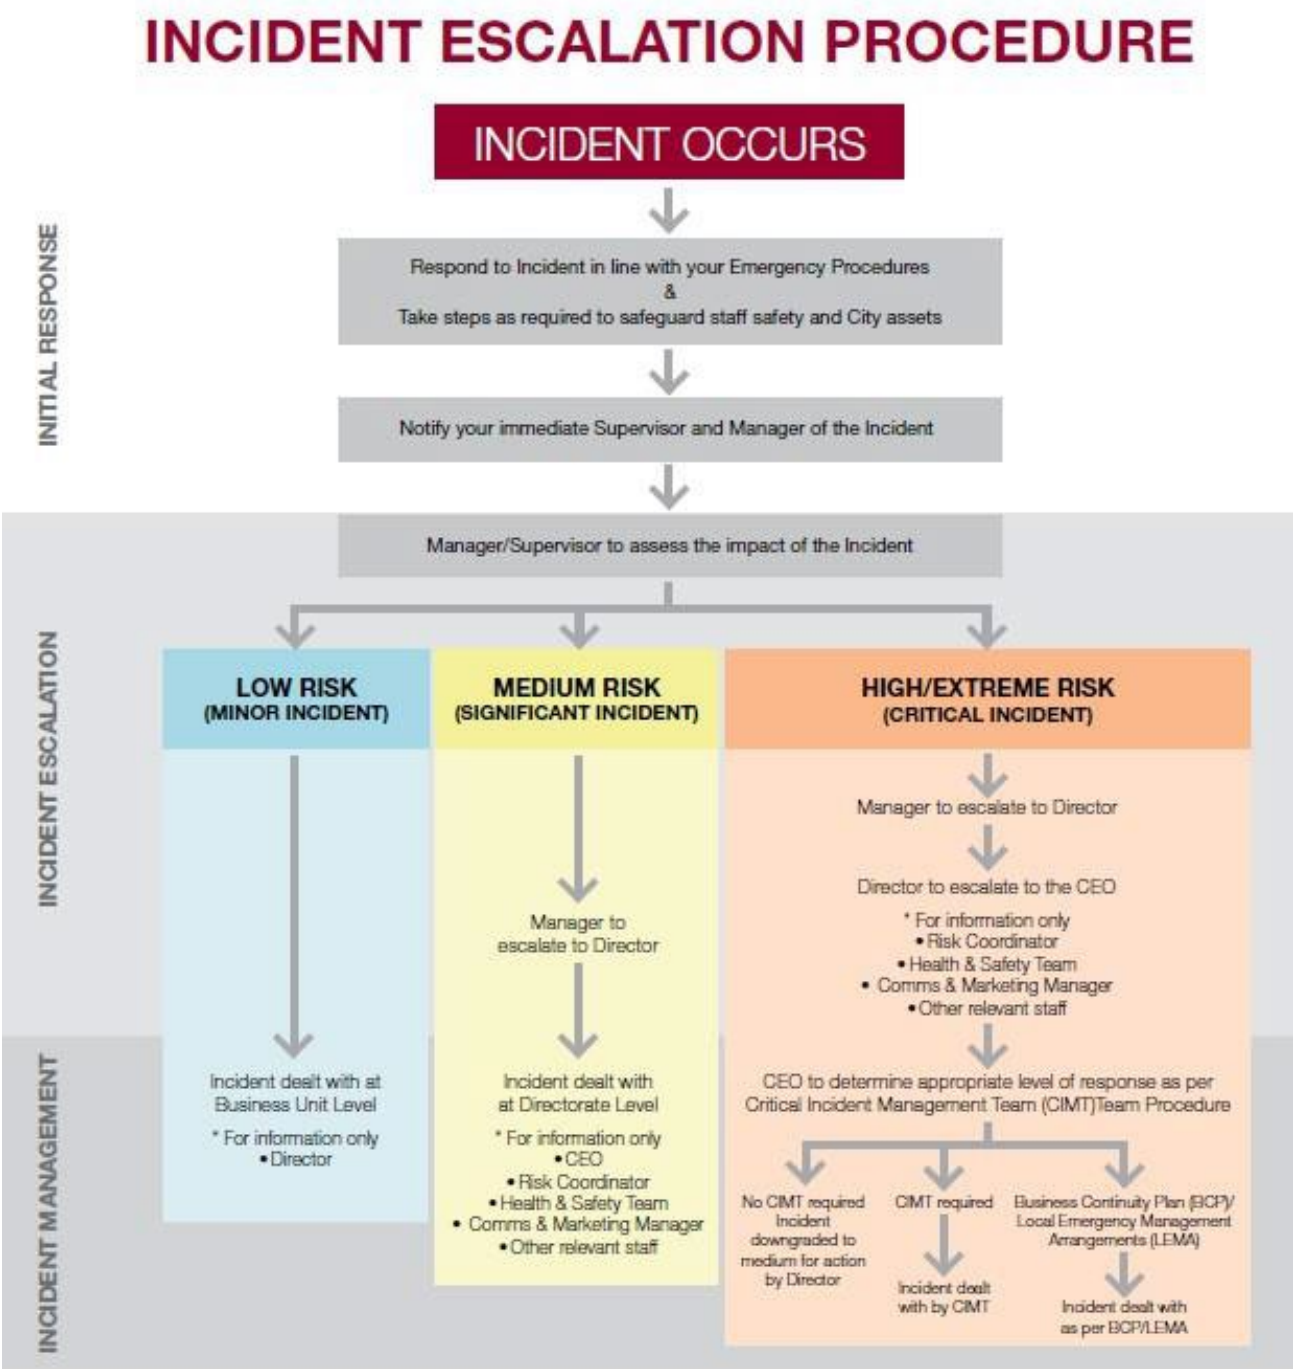 INCIDENT ESCALATION PROCEDURE
INCIDENT OCCURS
INITIAL RESPONSE
Respond to Incident in line with your Emergency Procedures
&
Take steps as required to safeguard staff safety and City assets
Notify your immediate Supervisor and Manager of the Incident
INCIDENT ESCALATION
Manager/Supervisor to assess the impact of the Incident
LOW RISK
(MINOR INCIDENT)
MEDIUM RISK
(SIGNIFICANT INCIDENT)
HIGH/EXTREME RISK
(CRITICAL INCIDENT)
Manager to
escalate to Director
Manager to escalate to Director
Director to escalate to the CEO
* For information only
• Risk Coordinator
• Health & Safety Team
• Comms & Marketing Manager
• Other relevant staff
INCIDENT MANAGEMENT
Incident dealt with at
Business Unit Level
* For information only
• Director
Incident dealt with
at Directorate Level
* For information only
• CEO
• Risk Coordinator
• Health & Safety Team
• Comms & Marketing Manager
• Other relevant staff
CEO to determine appropriate level of response as per
Critical Incident Management Team (CIMT)Team Procedure
No CIMT required
Incident
downgraded to
medium for action
by Director
CIMT required
Incident dealt
with by CIMT
Business Continuity Plan (BCP)/
Local Emergency Management
Arrangements (LEMA)
Incident dealt with
as per BCP/LEMA